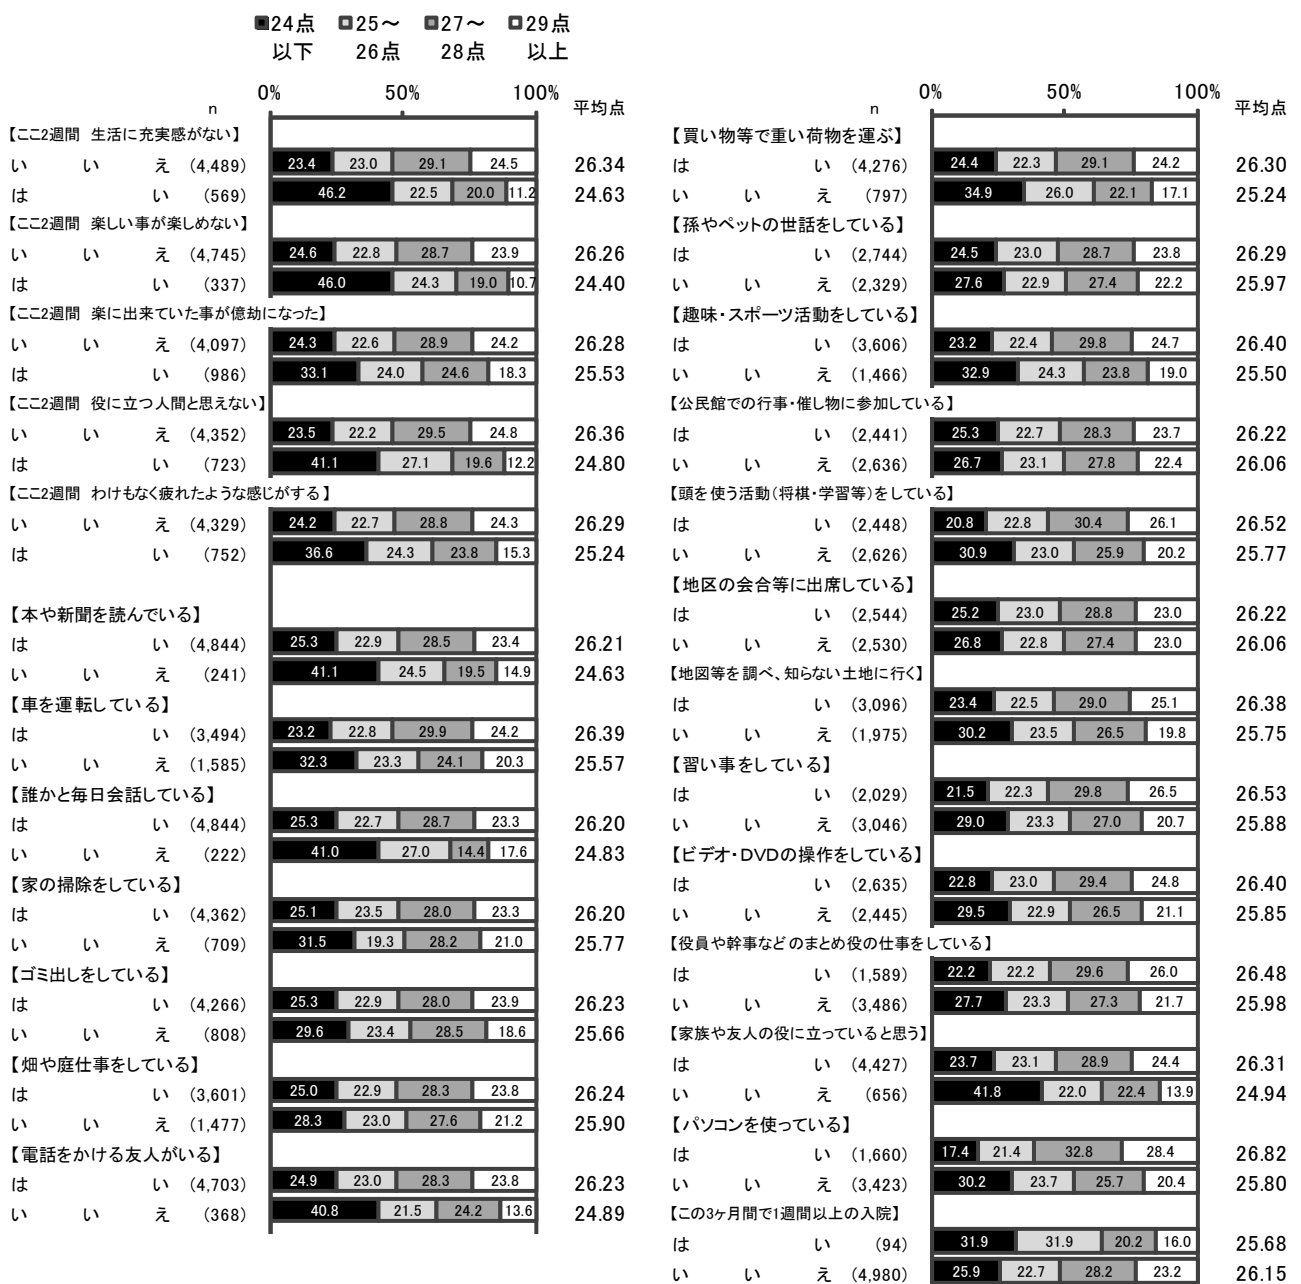 ■24点以下 □25～26点 ■27～28点 □29点以上
n 0% 50% 100% 平均点
【ここ2週間 生活に充実感がない】
いいえ (4,489) 23.4 23.0 29.1 24.5 26.34
はい (569) 46.2 22.5 20.0 11.2 24.63
【ここ2週間 楽しい事が楽しめない】
いいえ (4,745) 24.6 22.8 28.7 23.9 26.26
はい (337) 46.0 24.3 19.0 10.7 24.40
【ここ2週間 楽に出来ていた事が億劫になった】
いいえ (4,097) 24.3 22.6 28.9 24.2 26.28
はい (986) 33.1 24.0 24.6 18.3 25.53
【ここ2週間 役に立つ人間と思えない】
いいえ (4,352) 23.5 22.2 29.5 24.8 26.36
はい (723) 41.1 27.1 19.6 12.2 24.80
【ここ2週間 わけもなく疲れたような感じがする】
いいえ (4,329) 24.2 22.7 28.8 24.3 26.29
はい (752) 36.6 24.3 23.8 15.3 25.24
【本や新聞を読んでいる】
はい (4,844) 25.3 22.9 28.5 23.4 26.21
いいえ (241) 41.1 24.5 19.5 14.9 24.63
【車を運転している】
はい (3,494) 23.2 22.8 29.9 24.2 26.39
いいえ (1,585) 32.3 23.3 24.1 20.3 25.57
【誰かと毎日会話している】
はい (4,844) 25.3 22.7 28.7 23.3 26.20
いいえ (222) 41.0 27.0 14.4 17.6 24.83
【家の掃除をしている】
はい (4,362) 25.1 23.5 28.0 23.3 26.20
いいえ (709) 31.5 19.3 28.2 21.0 25.77
【ゴミ出しをしている】
はい (4,266) 25.3 22.9 28.0 23.9 26.23
いいえ (808) 29.6 23.4 28.5 18.6 25.66
【畑や庭仕事をしている】
はい (3,601) 25.0 22.9 28.3 23.8 26.24
いいえ (1,477) 28.3 23.0 27.6 21.2 25.90
【電話をかける友人がいる】
はい (4,703) 24.9 23.0 28.3 23.8 26.23
いいえ (368) 40.8 21.5 24.2 13.6 24.89
n 0% 50% 100% 平均点
【買い物等で重い荷物を運ぶ】
はい (4,276) 24.4 22.3 29.1 24.2 26.30
いいえ (797) 34.9 26.0 22.1 17.1 25.24
【孫やペットの世話をしている】
はい (2,744) 24.5 23.0 28.7 23.8 26.29
いいえ (2,329) 27.6 22.9 27.4 22.2 25.97
【趣味・スポーツ活動をしている】
はい (3,606) 23.2 22.4 29.8 24.7 26.40
いいえ (1,466) 32.9 24.3 23.8 19.0 25.50
【公民館での行事・催し物に参加している】
はい (2,441) 25.3 22.7 28.3 23.7 26.22
いいえ (2,636) 26.7 23.1 27.8 22.4 26.06
【頭を使う活動(将棋・学習等)をしている】
はい (2,448) 20.8 22.8 30.4 26.1 26.52
いいえ (2,626) 30.9 23.0 25.9 20.2 25.77
【地区の会合等に出席している】
はい (2,544) 25.2 23.0 28.8 23.0 26.22
いいえ (2,530) 26.8 22.8 27.4 23.0 26.06
【地図等を調べ、知らない土地に行く】
はい (3,096) 23.4 22.5 29.0 25.1 26.38
いいえ (1,975) 30.2 23.5 26.5 19.8 25.75
【習い事をしている】
はい (2,029) 21.5 22.3 29.8 26.5 26.53
いいえ (3,046) 29.0 23.3 27.0 20.7 25.88
【ビデオ・DVDの操作をしている】
はい (2,635) 22.8 23.0 29.4 24.8 26.40
いいえ (2,445) 29.5 22.9 26.5 21.1 25.85
【役員や幹事などのまとめ役の仕事をしている】
はい (1,589) 22.2 22.2 29.6 26.0 26.48
いいえ (3,486) 27.7 23.3 27.3 21.7 25.98
【家族や友人の役に立っていると思う】
はい (4,427) 23.7 23.1 28.9 24.4 26.31
いいえ (656) 41.8 22.0 22.4 13.9 24.94
【パソコンを使っている】
はい (1,660) 17.4 21.4 32.8 28.4 26.82
いいえ (3,423) 30.2 23.7 25.7 20.4 25.80
【この3ヶ月間で1週間以上の入院】
はい (94) 31.9 31.9 20.2 16.0 25.68
いいえ (4,980) 25.9 22.7 28.2 23.2 26.15